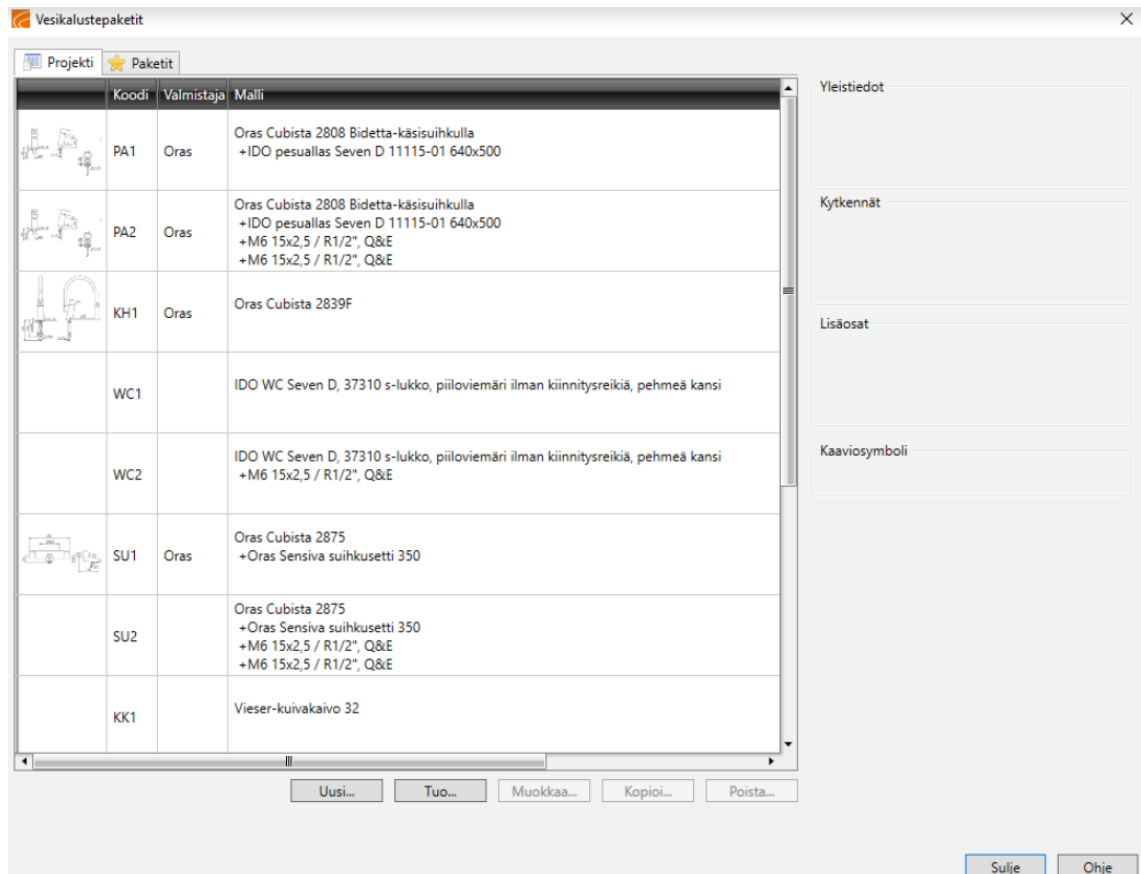 Vesikalustepaketit
Projekti Paketit
Koodi Valmistaja Malli
PA1 Oras Oras Cubista 2808 Bidetta-käsisuihkulla
+IDO pesuallas Seven D 11115-01 640x500
PA2 Oras Oras Cubista 2808 Bidetta-käsisuihkulla
+IDO pesuallas Seven D 11115-01 640x500
+M6 15x2,5 / R1/2", Q&E
+M6 15x2,5 / R1/2", Q&E
KH1 Oras Oras Cubista 2839F
WC1 IDO WC Seven D, 37310 s-lukko, piiloviemäri ilman kiinnitysreikiä, pehmeä kansi
WC2 IDO WC Seven D, 37310 s-lukko, piiloviemäri ilman kiinnitysreikiä, pehmeä kansi
+M6 15x2,5 / R1/2", Q&E
SU1 Oras Oras Cubista 2875
+Oras Sensiva suihkusetti 350
SU2 Oras Cubista 2875
+Oras Sensiva suihkusetti 350
+M6 15x2,5 / R1/2", Q&E
+M6 15x2,5 / R1/2", Q&E
KK1 Vieser-kuivakaivo 32
Uusi... Tuo... Muokkaa... Kopioi... Poista...
Yleistiedot
Kytkennät
Lisäosat
Kaaviosymboli
Sulje Ohje